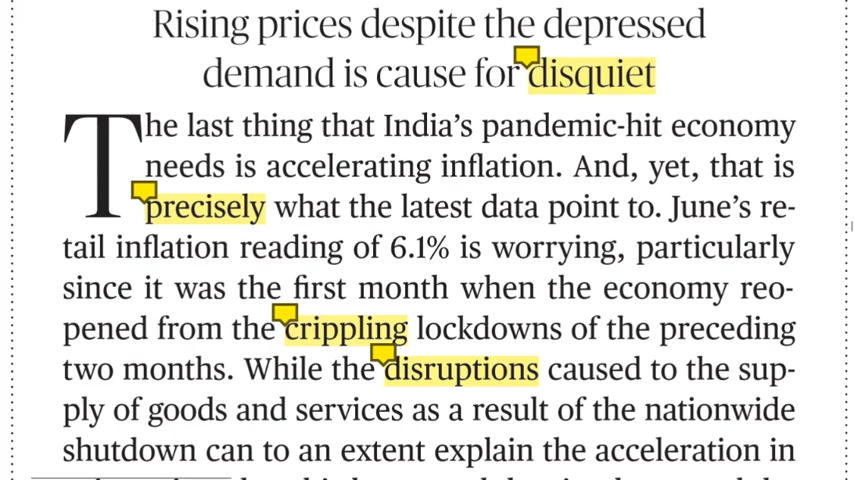 Rising prices despite the depressed
demand is cause for disquiet
The last thing that India's pandemic-hit economy
needs is accelerating inflation. And, yet, that is
precisely what the latest data point to. June's re-
tail inflation reading of 6.1% is worrying, particularly
since it was the first month when the economy reo-
pened from the crippling lockdowns of the preceding
two months. While the disruptions caused to the sup-
ply of goods and services as a result of the nationwide
shutdown can to an extent explain the acceleration in